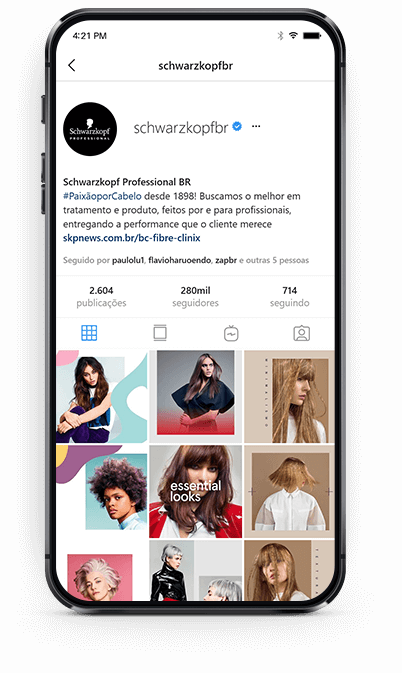 4:21 PM
schwarzkopfbr
Schwarzkopf
PROFESSIONAL
schwarzkopfbr
Schwarzkopf Professional BR
#PaixãoporCabelo desde 1898! Buscamos o melhor em
tratamento e produto, feitos por e para profissionais,
entregando a performance que o cliente merece
skpnews.com.br/bc-fibre-clinix
Seguido por paulolu1, flavioharuoendo, zapbr e outras 5 pessoas
2.604 280mil 714
publicações seguidores seguindo
essential
looks